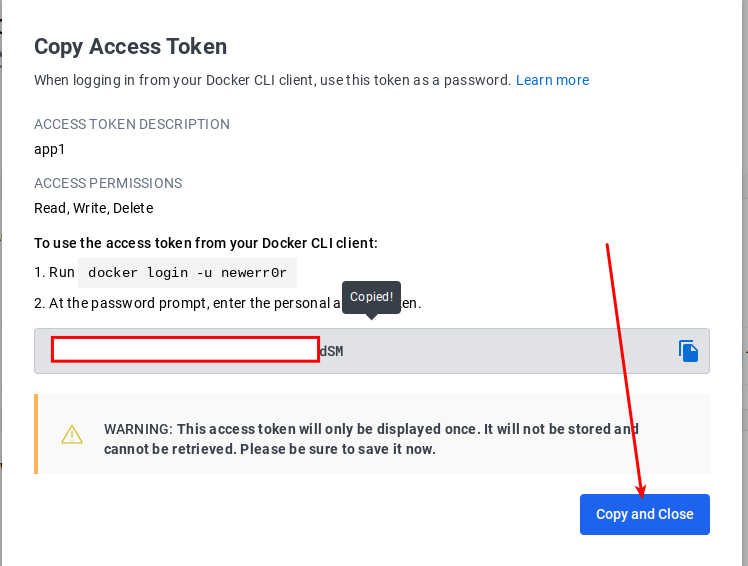 Copy Access Token
When logging in from your Docker CLI client, use this token as a password. Learn more
ACCESS TOKEN DESCRIPTION
app1
ACCESS PERMISSIONS
Read, Write, Delete
To use the access token from your Docker CLI client:
1. Run docker login -u newerr0r
Copied!
2. At the password prompt, enter the personal a en.
dSM
WARNING: This access token will only be displayed once. It will not be stored and
cannot be retrieved. Please be sure to save it now.
Copy and Close